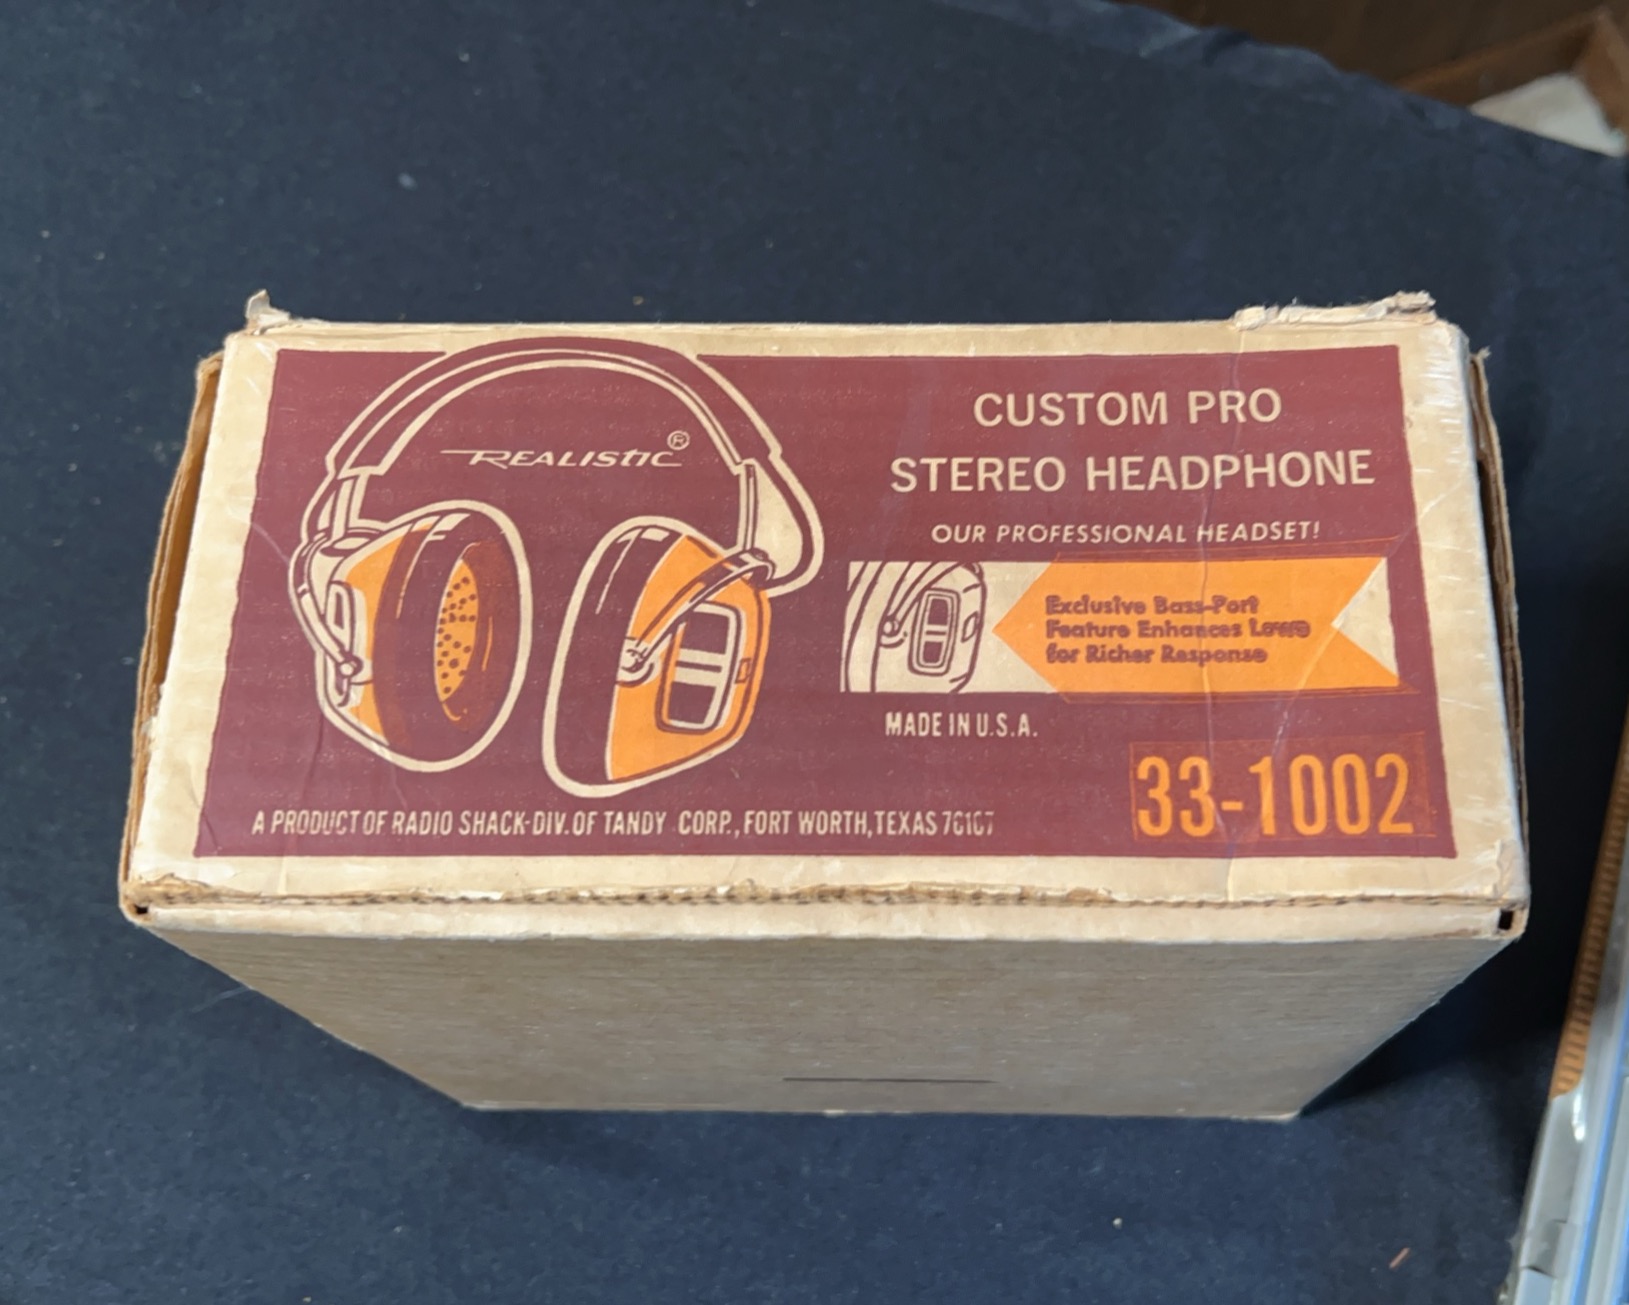 REALISTIC ®
CUSTOM PRO
STEREO HEADPHONE
OUR PROFESSIONAL HEADSET!
Exclusive Bass-Port
Feature Enhances Lows
for Richer Response
MADE IN U.S.A.
33-1002
A PRODUCT OF RADIO SHACK-DIV. OF TANDY CORP., FORT WORTH, TEXAS